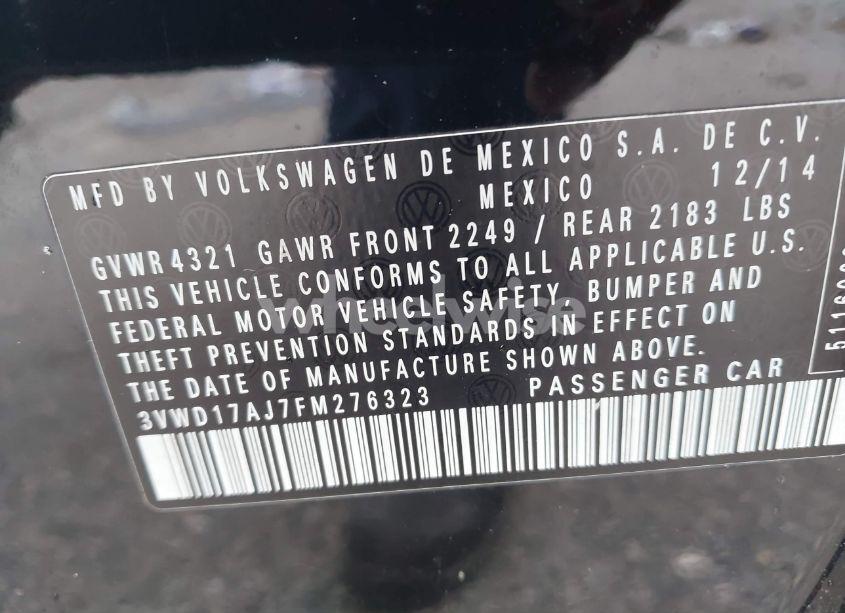 MFD BY VOLKSWAGEN DE MEXICO S.A. DE C.V.
MEXICO 12/14
GVWR 4321 GAWR FRONT 2249 / REAR 2183 LBS
THIS VEHICLE CONFORMS TO ALL APPLICABLE U.S.
FEDERAL MOTOR VEHICLE SAFETY, BUMPER AND
THEFT PREVENTION STANDARDS IN EFFECT ON
THE DATE OF MANUFACTURE SHOWN ABOVE.
3VWD17AJ7FM276323 PASSENGER CAR
wheelwise